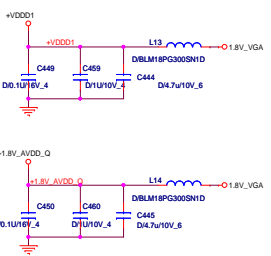 +VDDD1
+VDDD1
L13
1.8V_VGA
D/BLM18PG300SN1D
C449
C459
C444
D/0.1U/16V_4
D/1U/10V_4
D/4.7u/10V_6
+1.8V_AVDD_Q
+1.8V_AVDD_Q
L14
1.8V_VGA
D/BLM18PG300SN1D
C450
C460
C445
D/0.1U/16V_4
D/1U/10V_4
D/4.7u/10V_6